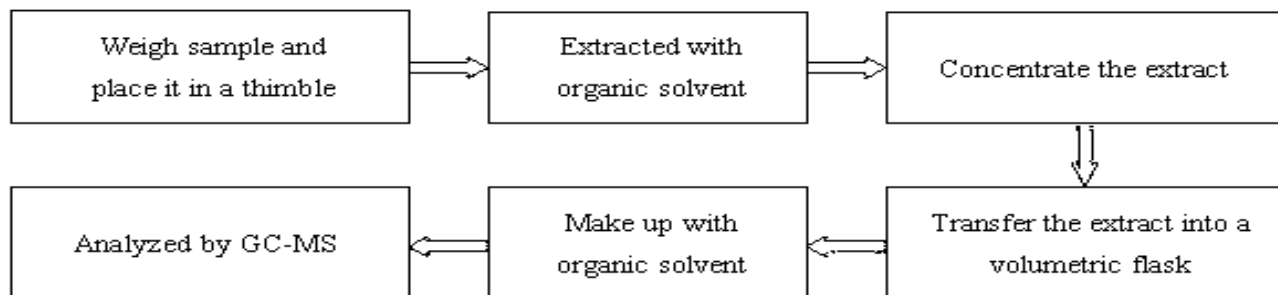 Weigh sample and
place it in a thimble
Extracted with
organic solvent
Concentrate the extract
Transfer the extract into a
volumetric flask
Make up with
organic solvent
Analyzed by GC-MS